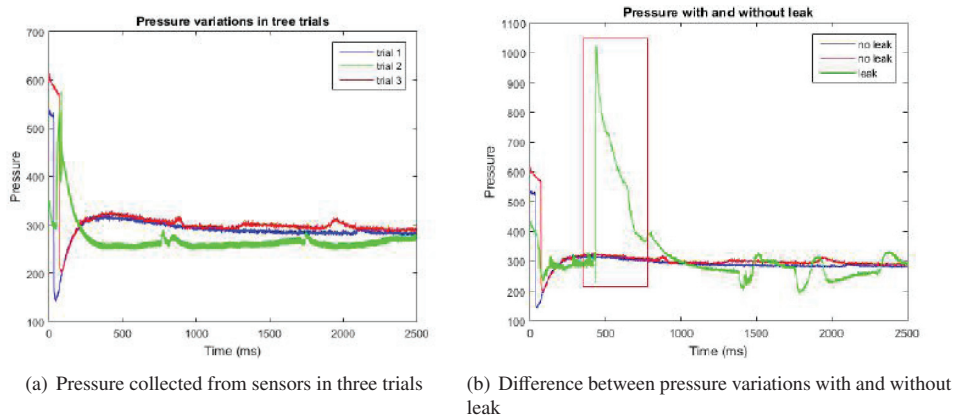 Pressure variations in tree trials
700
600
500
400
300
200
100
Pressure
0
500
1000
1500
2000
2500
Time (ms)
trial 1
trial 2
trial 3
(a) Pressure collected from sensors in three trials
Pressure with and without leak
1100
1000
900
800
700
600
500
400
300
200
100
Pressure
0
500
1000
1500
2000
2500
Time (ms)
no leak
no leak
leak
(b) Difference between pressure variations with and without
leak